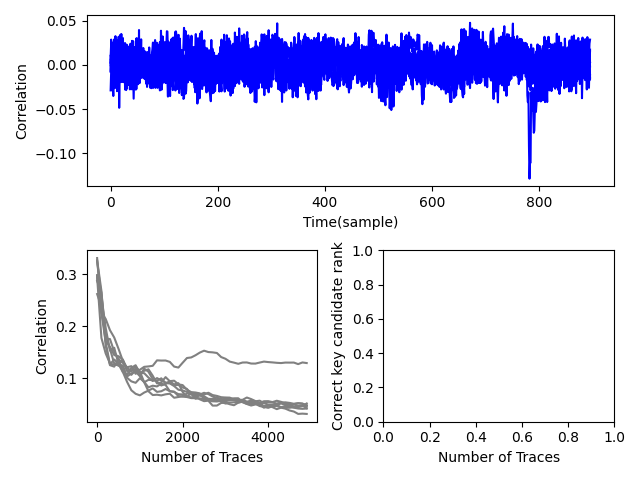 0.05
0.00
−0.05
−0.10
Correlation
0 200 400 600 800
Time(sample)
0.3
0.2
0.1
Correlation
0 2000 4000
Number of Traces
1.0
0.8
0.6
0.4
0.2
0.0
Correct key candidate rank
0.0 0.2 0.4 0.6 0.8 1.0
Number of Traces